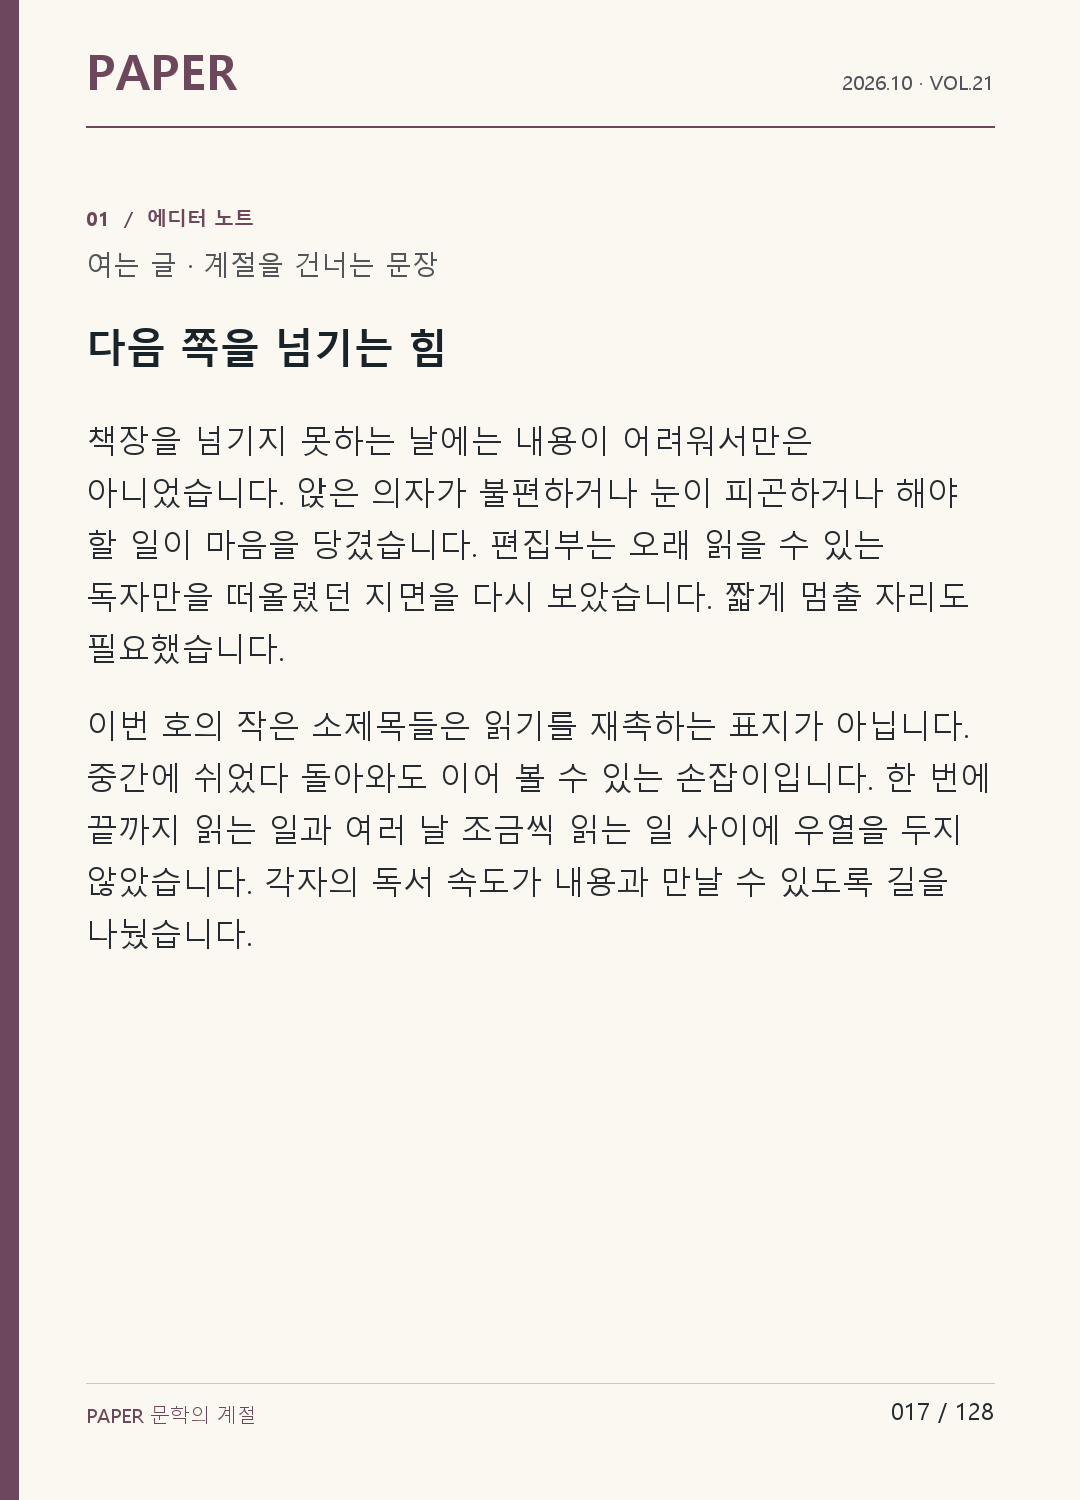 PAPER
2026.10 · VOL.21
01 / 에디터 노트
여는 글 · 계절을 건너는 문장
다음 쪽을 넘기는 힘
책장을 넘기지 못하는 날에는 내용이 어려워서만은
아니었습니다. 앉은 의자가 불편하거나 눈이 피곤하거나 해야
할 일이 마음을 당겼습니다. 편집부는 오래 읽을 수 있는
독자만을 떠올렸던 지면을 다시 보았습니다. 짧게 멈출 자리도
필요했습니다.
이번 호의 작은 소제목들은 읽기를 재촉하는 표지가 아닙니다.
중간에 쉬었다 돌아와도 이어 볼 수 있는 손잡이입니다. 한 번에
끝까지 읽는 일과 여러 날 조금씩 읽는 일 사이에 우열을 두지
않았습니다. 각자의 독서 속도가 내용과 만날 수 있도록 길을
나눴습니다.
PAPER 문학의 계절
017 / 128